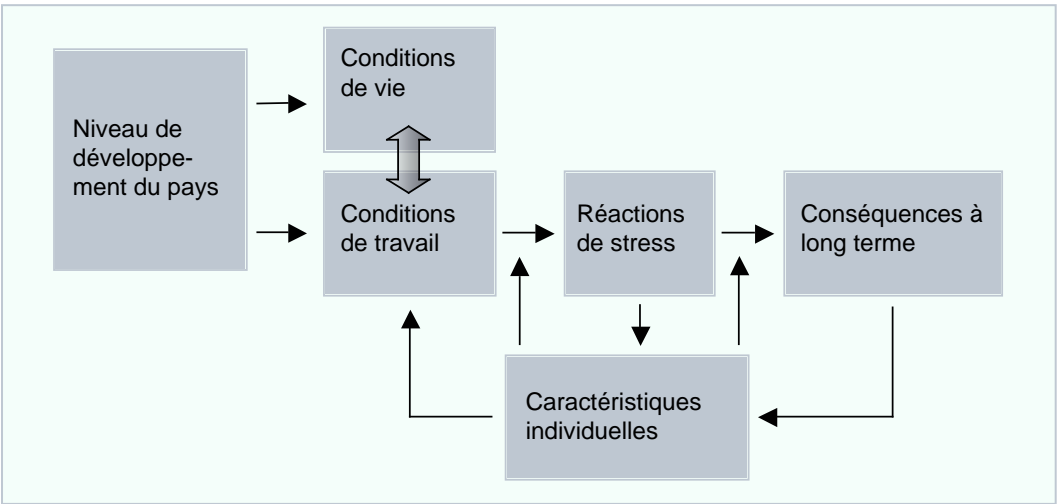 Conditions
de vie
Niveau de
développe-
ment du pays
Conditions
de travail
Réactions
de stress
Conséquences à
long terme
Caractéristiques
individuelles